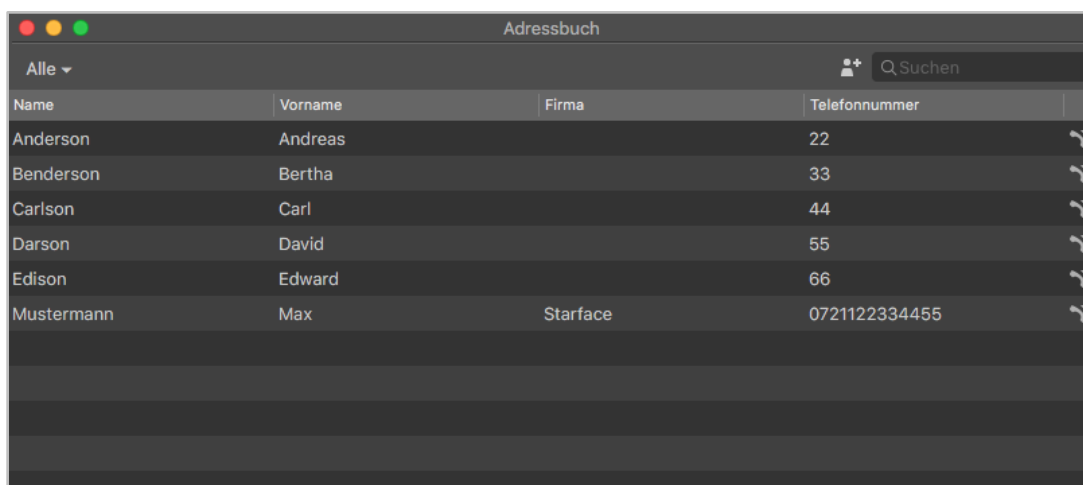 Adressbuch
Alle
Suchen
Name Vorname Firma Telefonnummer
Anderson Andreas 22
Benderson Bertha 33
Carlson Carl 44
Darson David 55
Edison Edward 66
Mustermann Max Starface 0721122334455